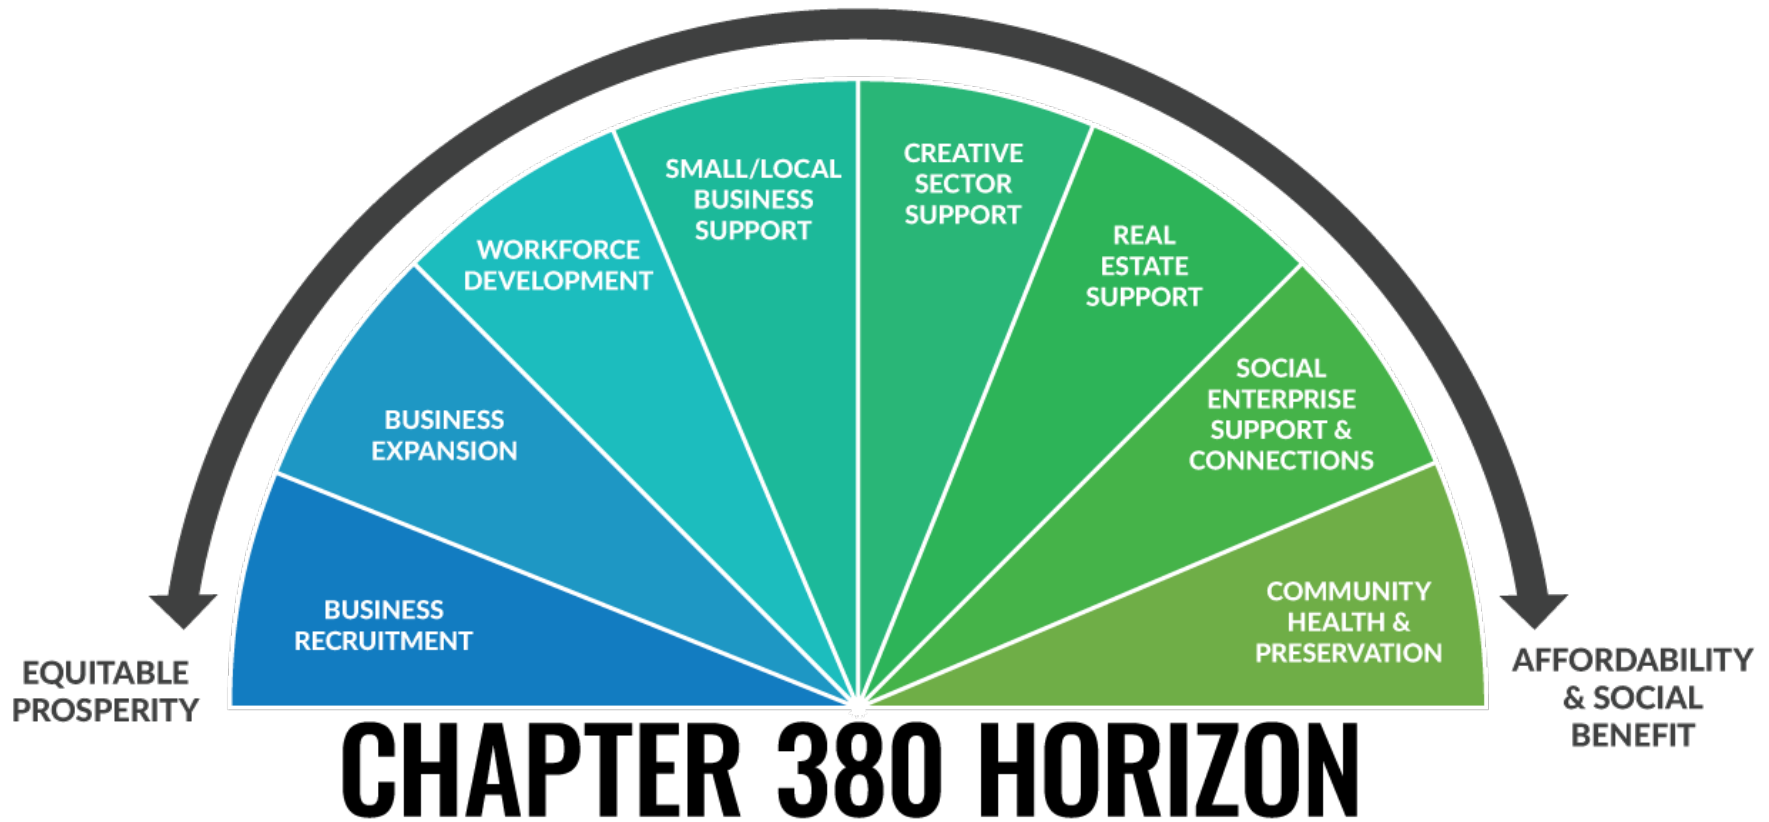 SMALL/LOCAL
BUSINESS
SUPPORT
CREATIVE
SECTOR
SUPPORT
WORKFORCE
DEVELOPMENT
REAL
ESTATE
SUPPORT
BUSINESS
EXPANSION
SOCIAL
ENTERPRISE
SUPPORT &
CONNECTIONS
BUSINESS
RECRUITMENT
COMMUNITY
HEALTH &
PRESERVATION
EQUITABLE
PROSPERITY
AFFORDABILITY
& SOCIAL
BENEFIT
CHAPTER 380 HORIZON